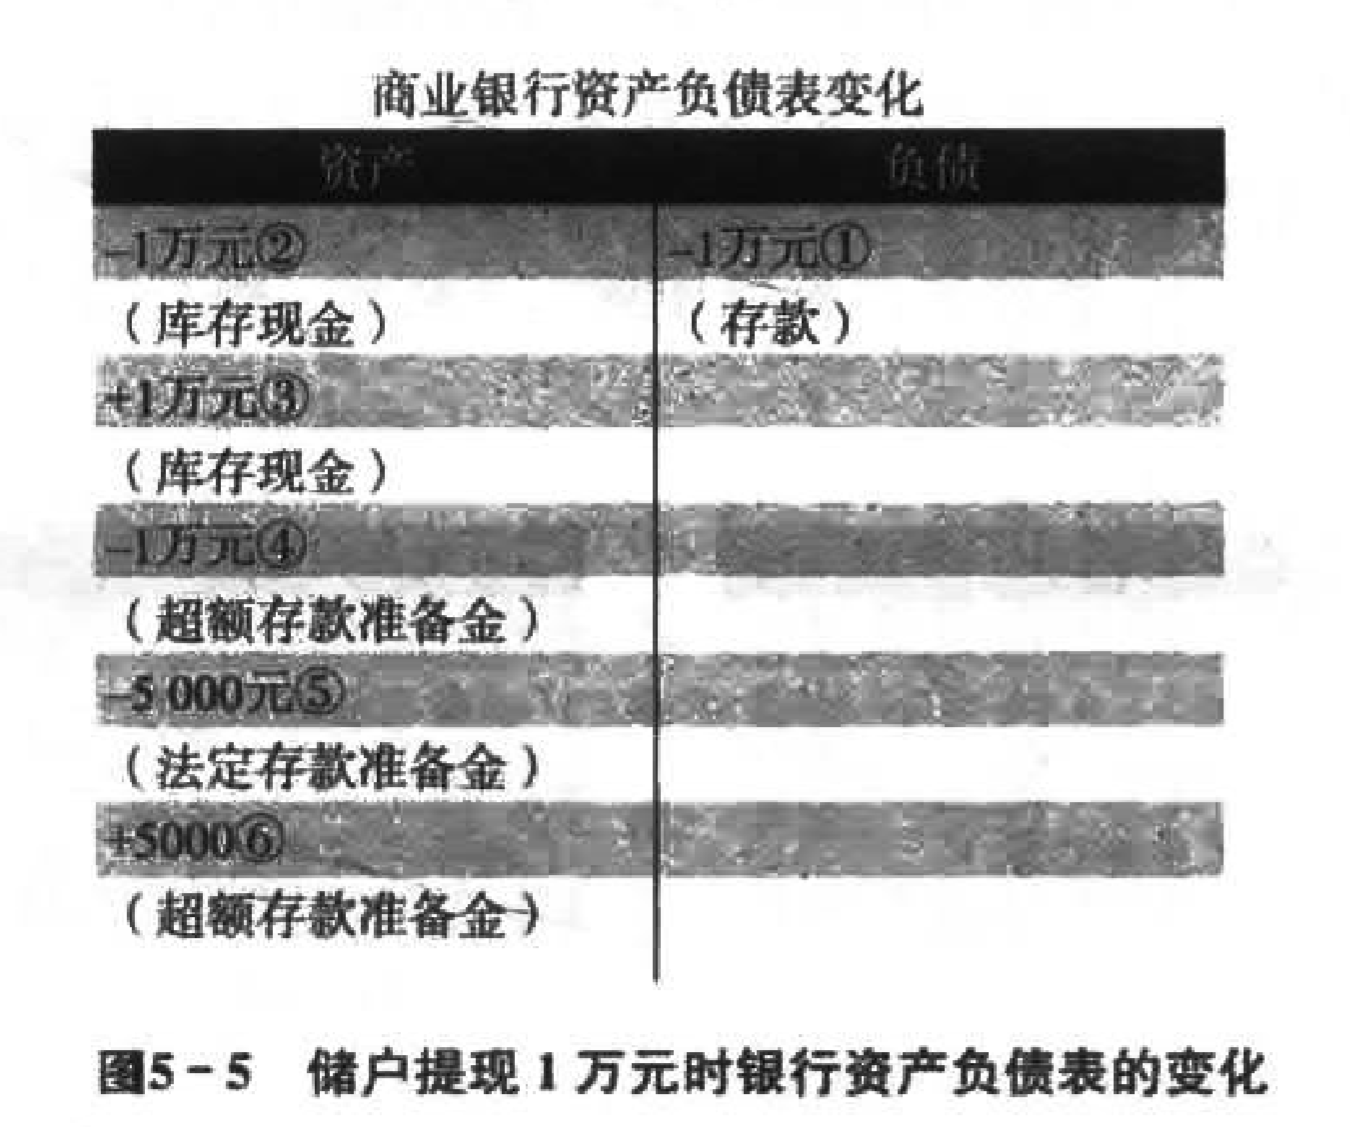 商业银行资产负债表变化
资产 负债
-1万元② -1万元①
（库存现金） （存款）
+1万元③
（库存现金）
-1万元④
（超额存款准备金）
-5 000元⑤
（法定存款准备金）
+5000⑥
（超额存款准备金）
图5-5 储户提现1万元时银行资产负债表的变化